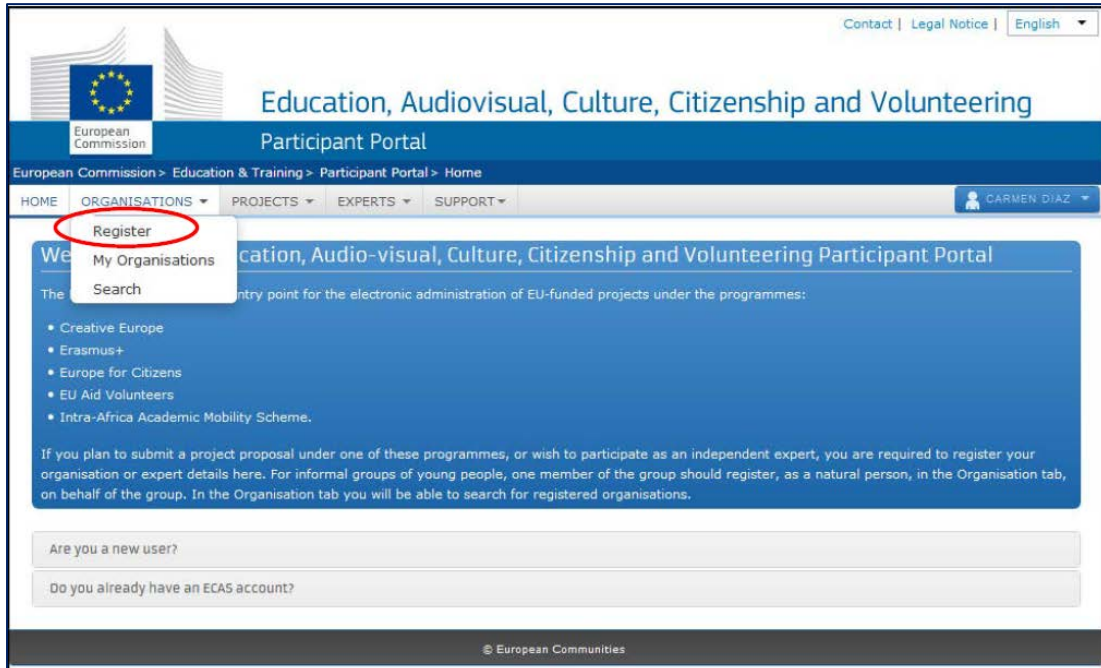 Contact | Legal Notice | English
Education, Audiovisual, Culture, Citizenship and Volunteering
European
Commission
Participant Portal
European Commission > Education & Training > Participant Portal > Home
HOME ORGANISATIONS PROJECTS EXPERTS SUPPORT CARMEN DIAZ
Register
My Organisations
Search
We cation, Audio-visual, Culture, Citizenship and Volunteering Participant Portal
The ntry point for the electronic administration of EU-funded projects under the programmes:
• Creative Europe
• Erasmus+
• Europe for Citizens
• EU Aid Volunteers
• Intra-Africa Academic Mobility Scheme.
If you plan to submit a project proposal under one of these programmes, or wish to participate as an independent expert, you are required to register your
organisation or expert details here. For informal groups of young people, one member of the group should register, as a natural person, in the Organisation tab,
on behalf of the group. In the Organisation tab you will be able to search for registered organisations.
Are you a new user?
Do you already have an ECAS account?
© European Communities